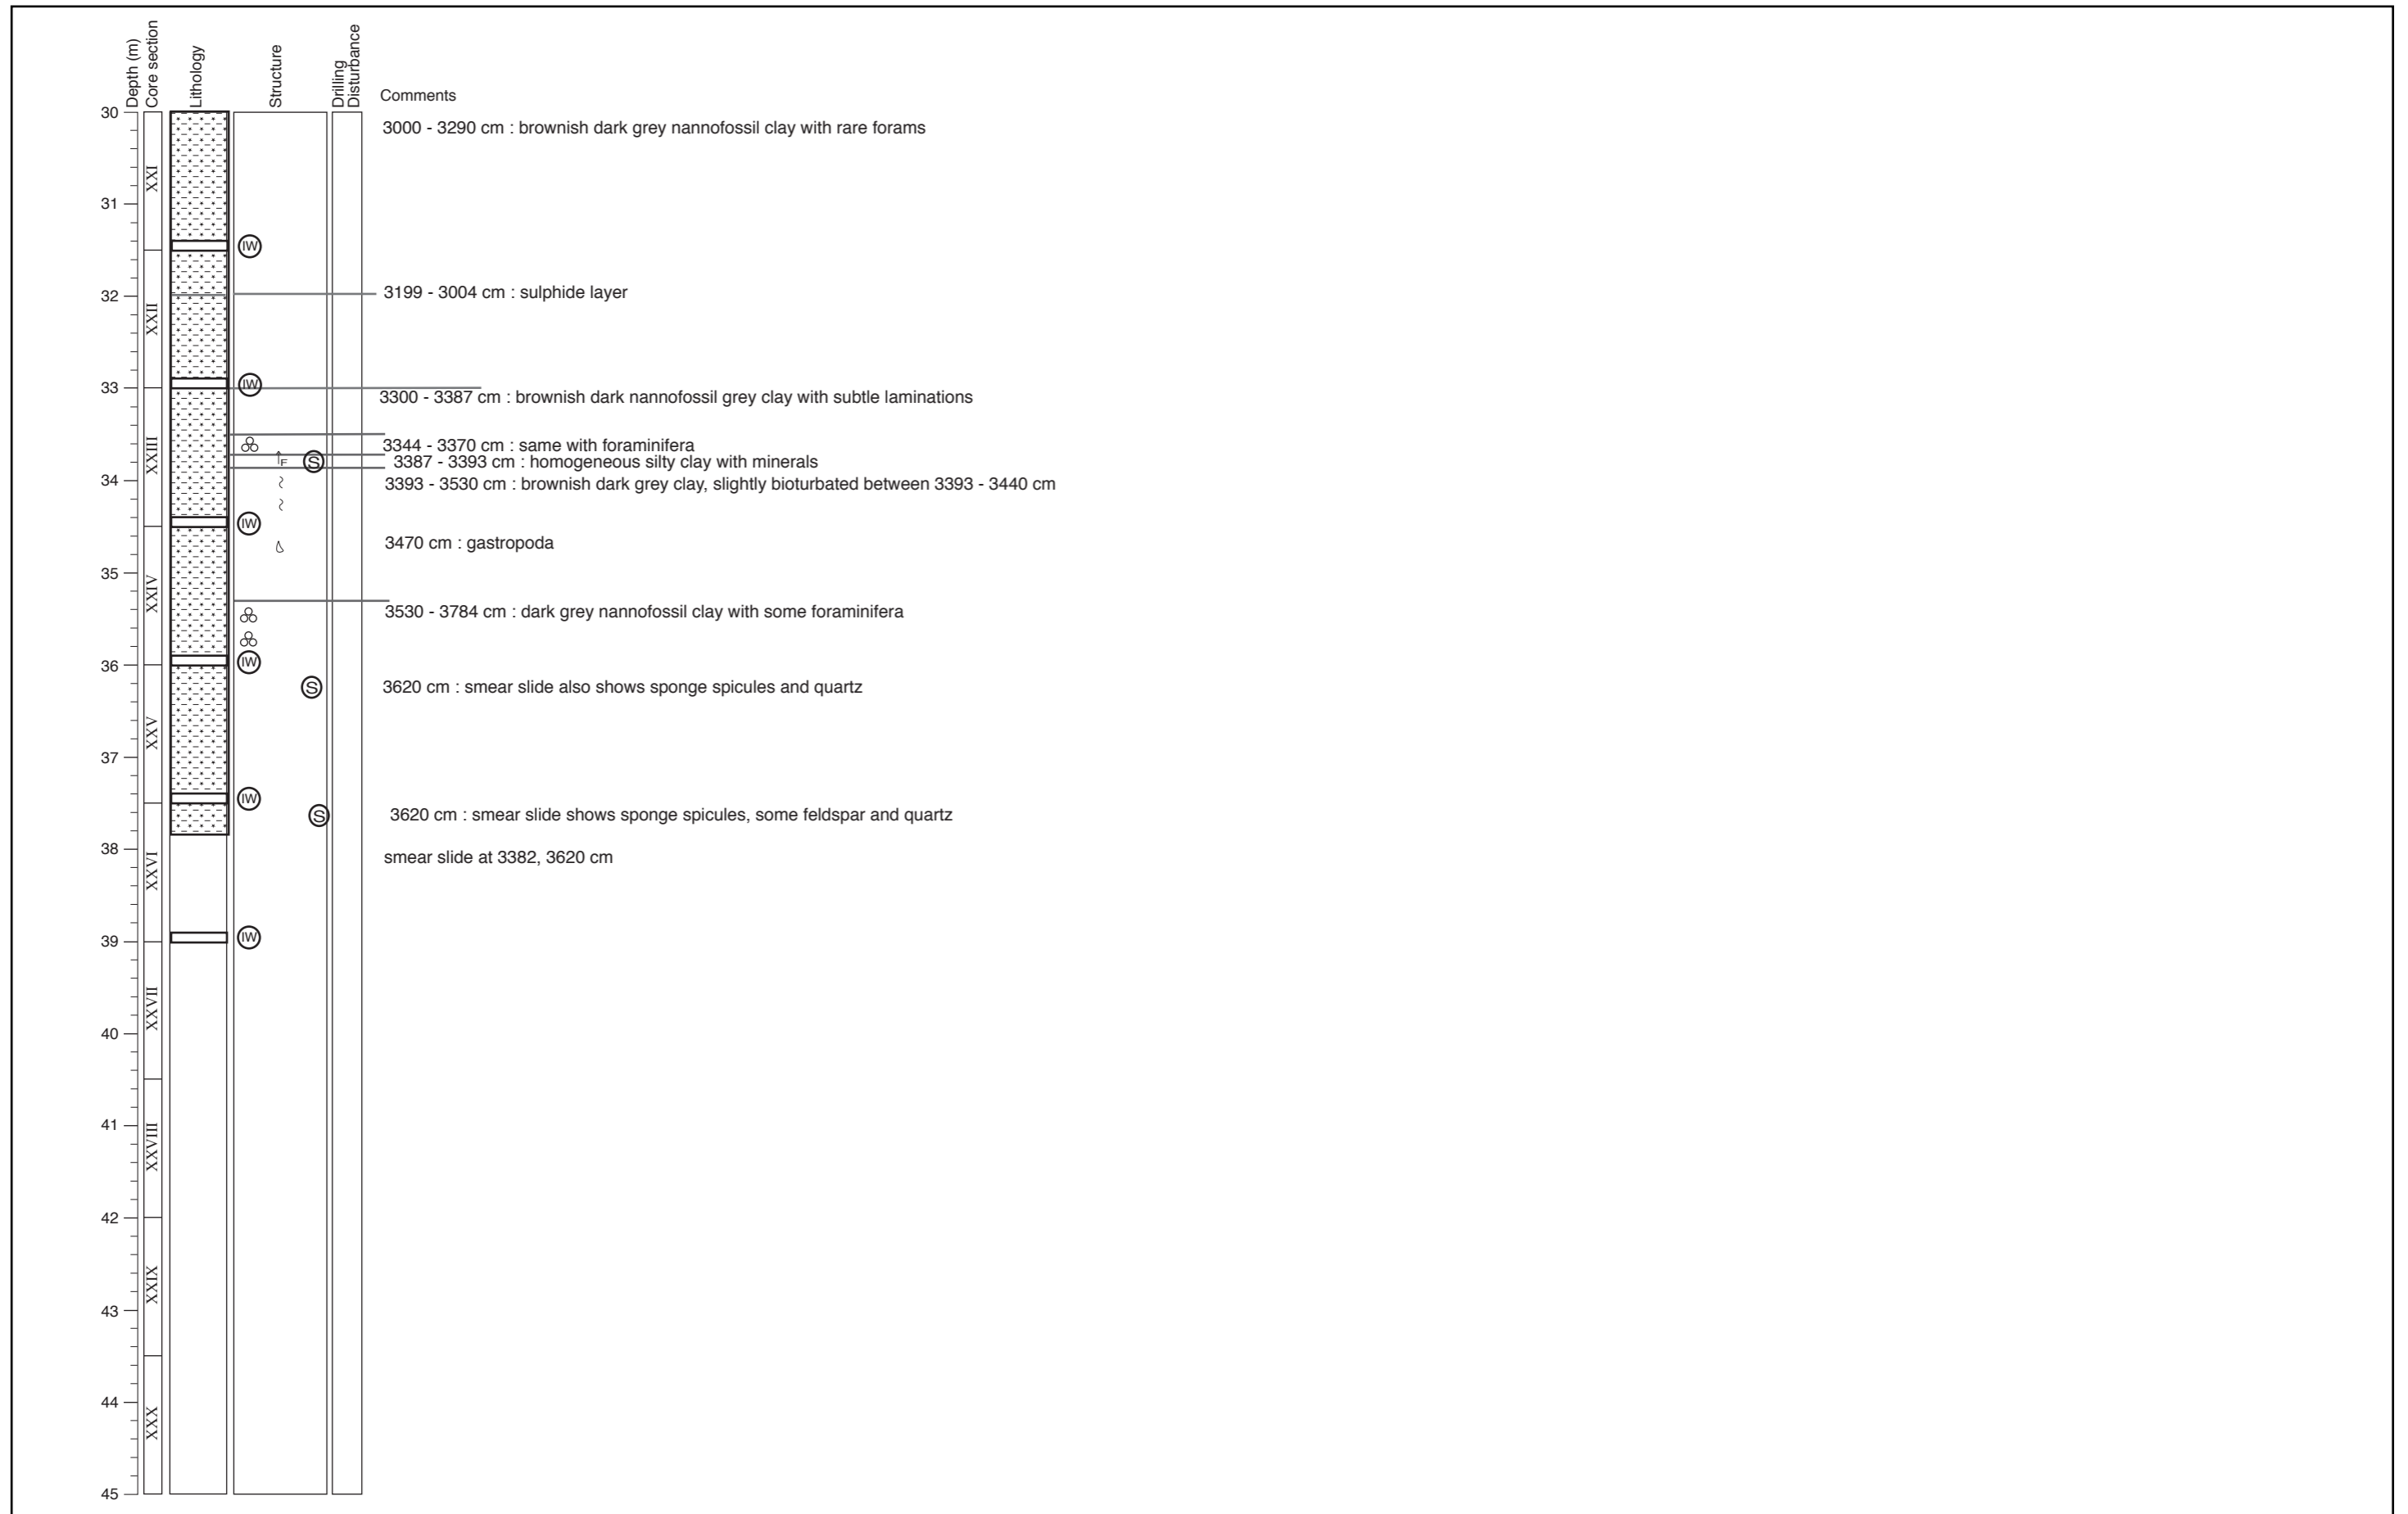 Depth (m)
Core section
Lithology
Structure
Drilling
Disturbance
Comments
30
3000 - 3290 cm : brownish dark grey nannofossil clay with rare forams
XXI
31
IW
32
3199 - 3004 cm : sulphide layer
XXII
IW
33
3300 - 3387 cm : brownish dark nannofossil grey clay with subtle laminations
XXIII
3344 - 3370 cm : same with foraminifera
F
S
3387 - 3393 cm : homogeneous silty clay with minerals
34
3393 - 3530 cm : brownish dark grey clay, slightly bioturbated between 3393 - 3440 cm
IW
3470 cm : gastropoda
35
XXIV
3530 - 3784 cm : dark grey nannofossil clay with some foraminifera
IW
36
S
3620 cm : smear slide also shows sponge spicules and quartz
XXV
37
IW
S
3620 cm : smear slide shows sponge spicules, some feldspar and quartz
38
smear slide at 3382, 3620 cm
XXVI
IW
39
XXVII
40
41
XXVIII
42
XXIX
43
44
XXX
45